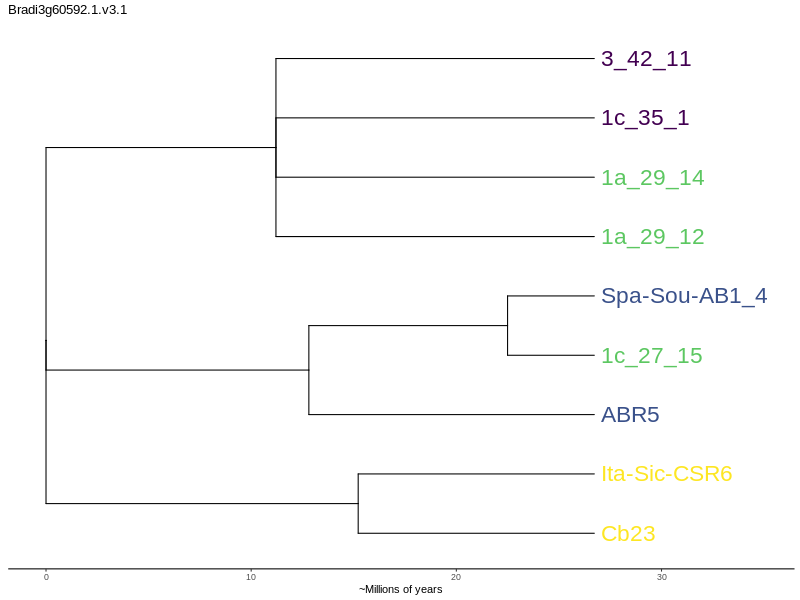 Bradi3g60592.1.v3.1
3_42_11
1c_35_1
1a_29_14
1a_29_12
Spa-Sou-AB1_4
1c_27_15
ABR5
Ita-Sic-CSR6
Cb23
0 10 20 30
~Millions of years